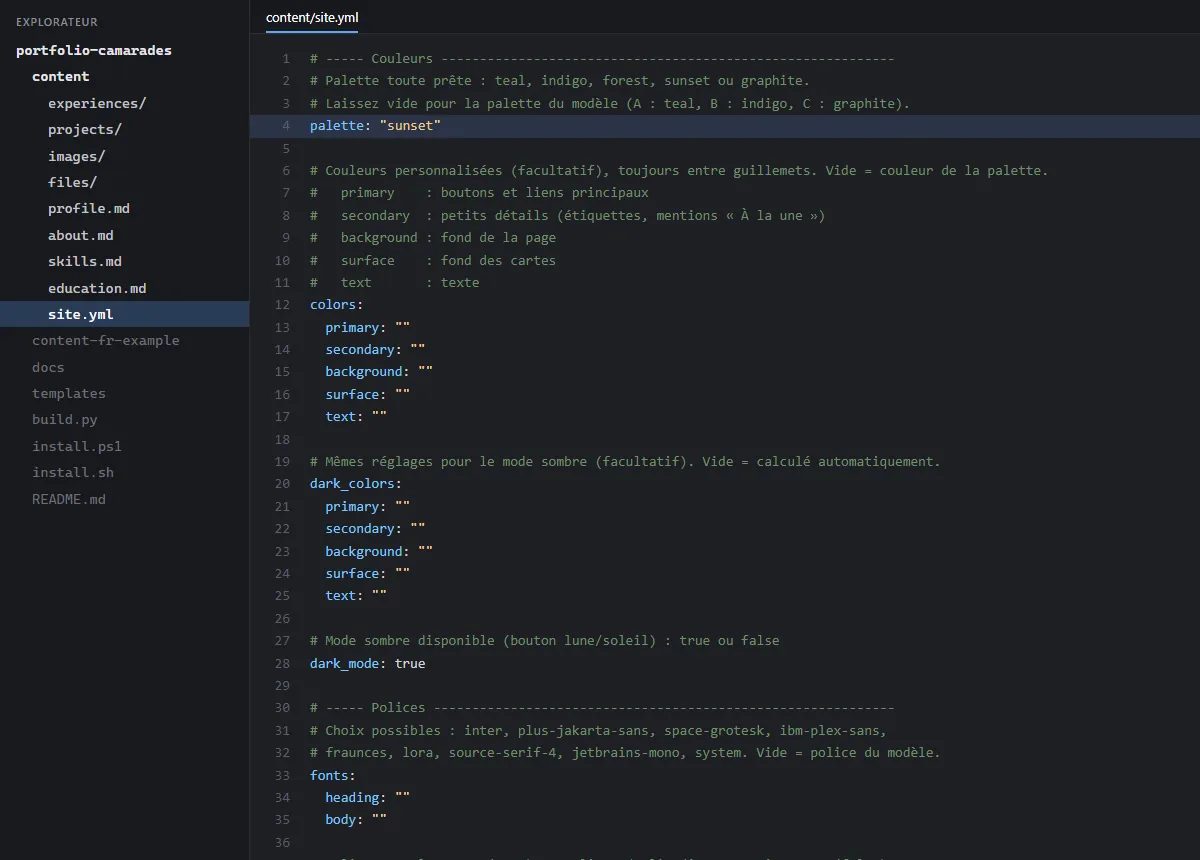 EXPLORATEUR
portfolio-camarades
content
experiences/
projects/
images/
files/
profile.md
about.md
skills.md
education.md
site.yml
content-fr-example
docs
templates
build.py
install.ps1
install.sh
README.md
content/site.yml
1 # ----- Couleurs -----------------------------------------------------------
2 # Palette toute prête : teal, indigo, forest, sunset ou graphite.
3 # Laissez vide pour la palette du modèle (A : teal, B : indigo, C : graphite).
4 palette: "sunset"
5
6 # Couleurs personnalisées (facultatif), toujours entre guillemets. Vide = couleur de la palette.
7 #   primary    : boutons et liens principaux
8 #   secondary  : petits détails (étiquettes, mentions « À la une »)
9 #   background : fond de la page
10 #   surface    : fond des cartes
11 #   text       : texte
12 colors:
13   primary: ""
14   secondary: ""
15   background: ""
16   surface: ""
17   text: ""
18
19 # Mêmes réglages pour le mode sombre (facultatif). Vide = calculé automatiquement.
20 dark_colors:
21   primary: ""
22   secondary: ""
23   background: ""
24   surface: ""
25   text: ""
26
27 # Mode sombre disponible (bouton lune/soleil) : true ou false
28 dark_mode: true
29
30 # ----- Polices ------------------------------------------------------------
31 # Choix possibles : inter, plus-jakarta-sans, space-grotesk, ibm-plex-sans,
32 # fraunces, lora, source-serif-4, jetbrains-mono, system. Vide = police du modèle.
33 fonts:
34   heading: ""
35   body: ""
36